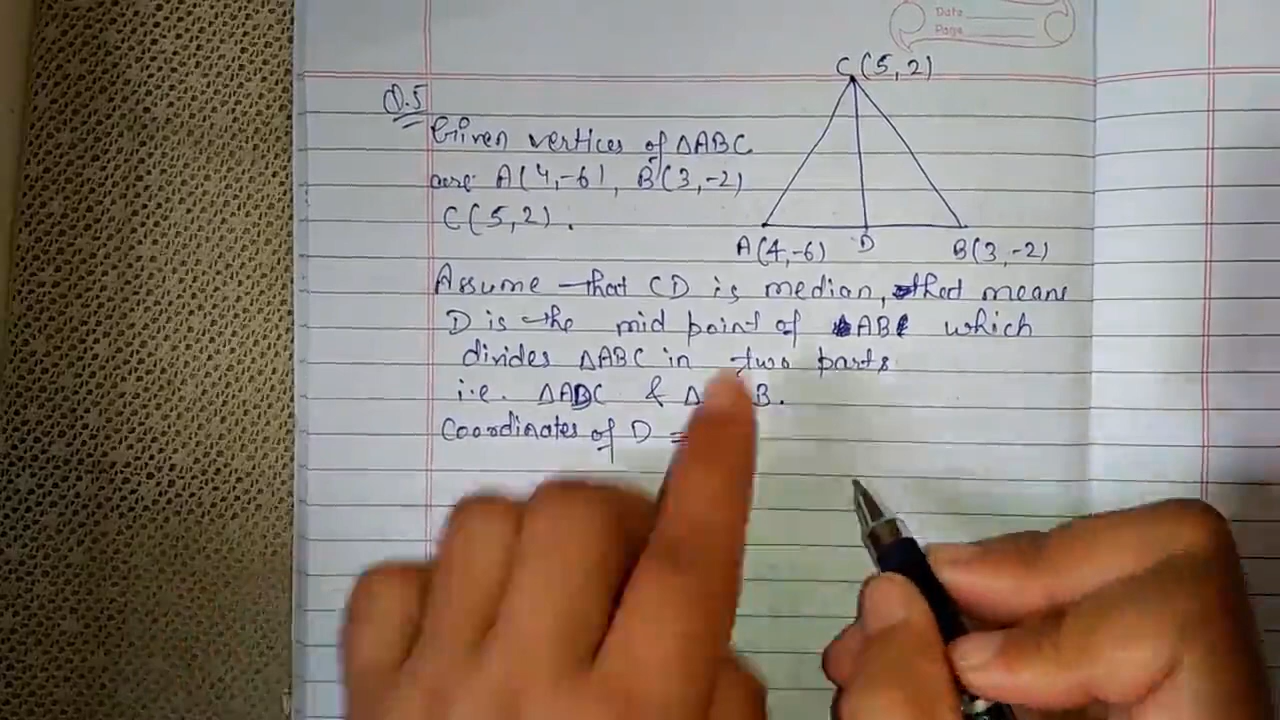 Date
Page
C(5,2)
Q.5
Given vertices of ΔABC
are A(4,-6), B(3,-2)
C(5,2).
A(4,-6) D B(3,-2)
Assume that CD is median, that means
D is the mid point of AB which
divides ΔABC in two parts
i.e. ΔADC & Δ B.
Coordinates of D =